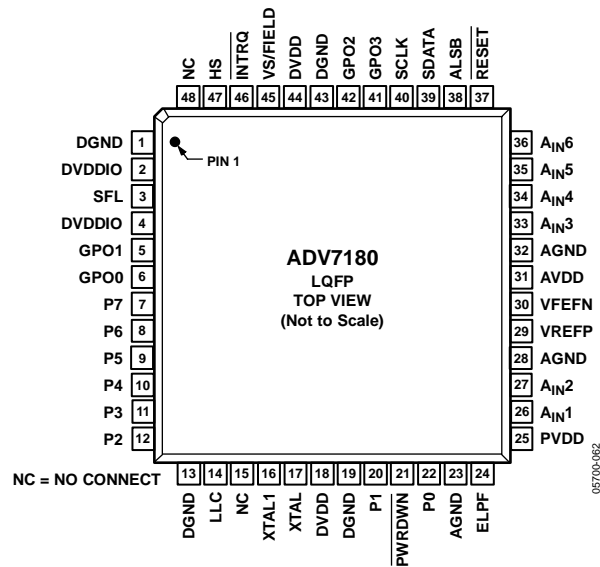 NC
HS
INTRQ
VS/FIELD
DVDD
DGND
GPO2
GPO3
SCLK
SDATA
ALSB
RESET
48 47 46 45 44 43 42 41 40 39 38 37
DGND 1
DVDDIO 2
SFL 3
DVDDIO 4
GPO1 5
GPO0 6
P7 7
P6 8
P5 9
P4 10
P3 11
P2 12
PIN 1
ADV7180
LQFP
TOP VIEW
(Not to Scale)
36 AIN6
35 AIN5
34 AIN4
33 AIN3
32 AGND
31 AVDD
30 VFEFN
29 VREFP
28 AGND
27 AIN2
26 AIN1
25 PVDD
NC = NO CONNECT
13 14 15 16 17 18 19 20 21 22 23 24
DGND
LLC
NC
XTAL1
XTAL
DVDD
DGND
P1
PWRDWN
P0
AGND
ELPF
05700-062